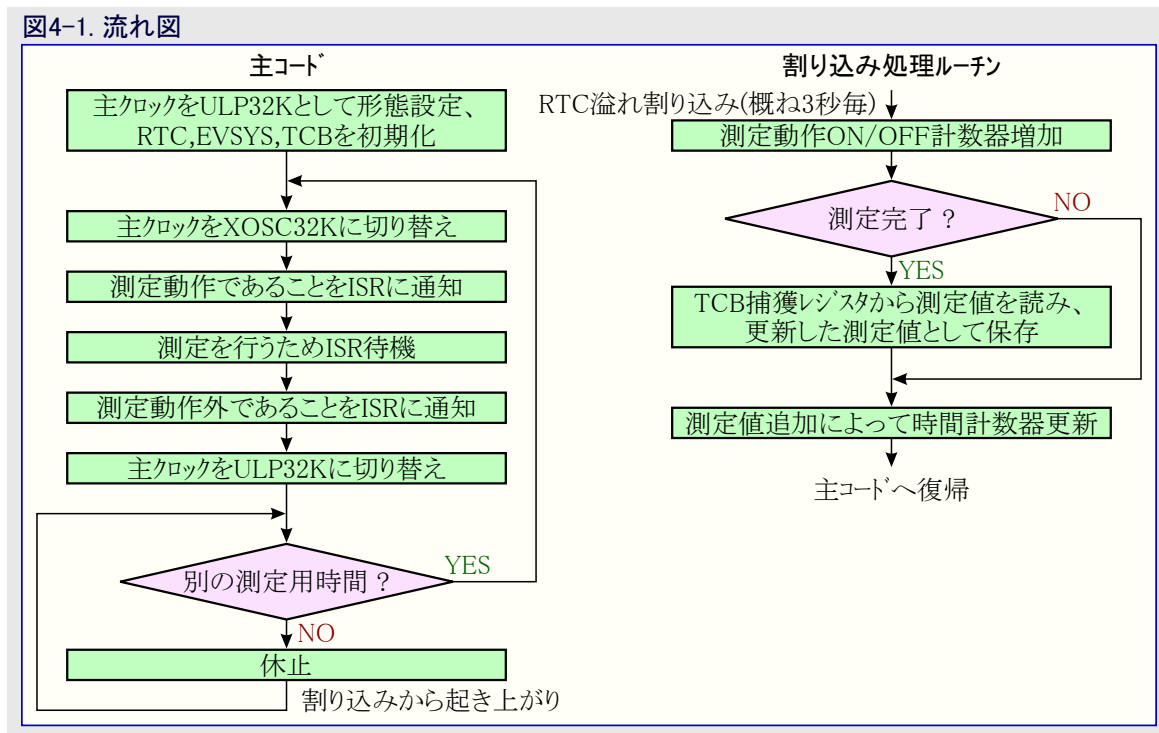 図4-1. 流れ図
主コード
主クロックをULP32Kとして形態設定、
RTC,EVSYS,TCBを初期化
主クロックをXOSC32Kに切り替え
測定動作であることをISRに通知
測定を行うためISR待機
測定動作外であることをISRに通知
主クロックをULP32Kに切り替え
別の測定用時間？
YES
NO
休止
割り込みから起き上がり
割り込み処理ルーチン
RTC溢れ割り込み(概ね3秒毎)
測定動作ON/OFF計数器増加
測定完了？
NO
YES
TCB捕獲レジスタから測定値を読み、
更新した測定値として保存
測定値追加によって時間計数器更新
主コードへ復帰